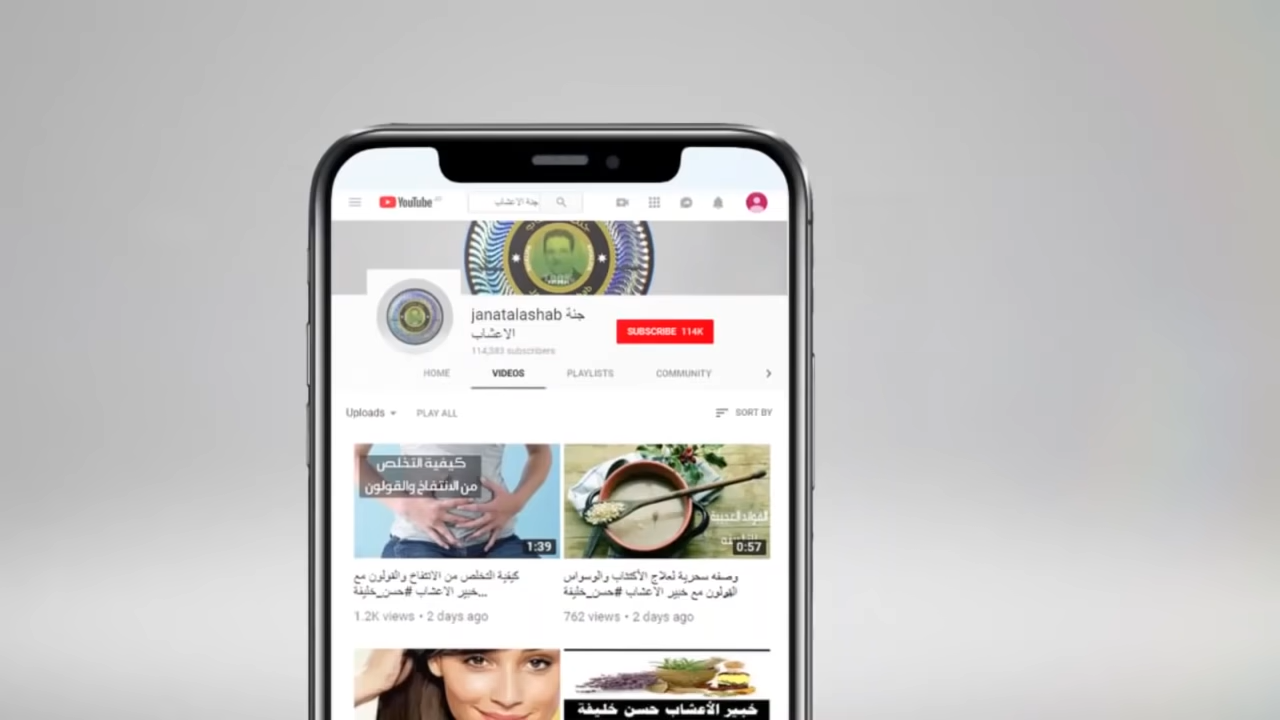 YouTube
جنة الاعشاب
janatalashab جنة
الاعشاب
SUBSCRIBE 114K
114,383 subscribers
HOME
VIDEOS
PLAYLISTS
COMMUNITY
Uploads
PLAY ALL
SORT BY
كيفية التخلص
من الانتفاخ والقولون
1:39
الفوائد العجيبة
0:57
كيفية التخلص من الانتفاخ والقولون مع
خبير الاعشاب #حسن_خليفة...
1.2K views • 2 days ago
وصفه سحرية لعلاج الأكتئاب والوسواس
القولون مع خبير الاعشاب #حسن_خليفة
762 views • 2 days ago
خبير الأعشاب حسن خليفة